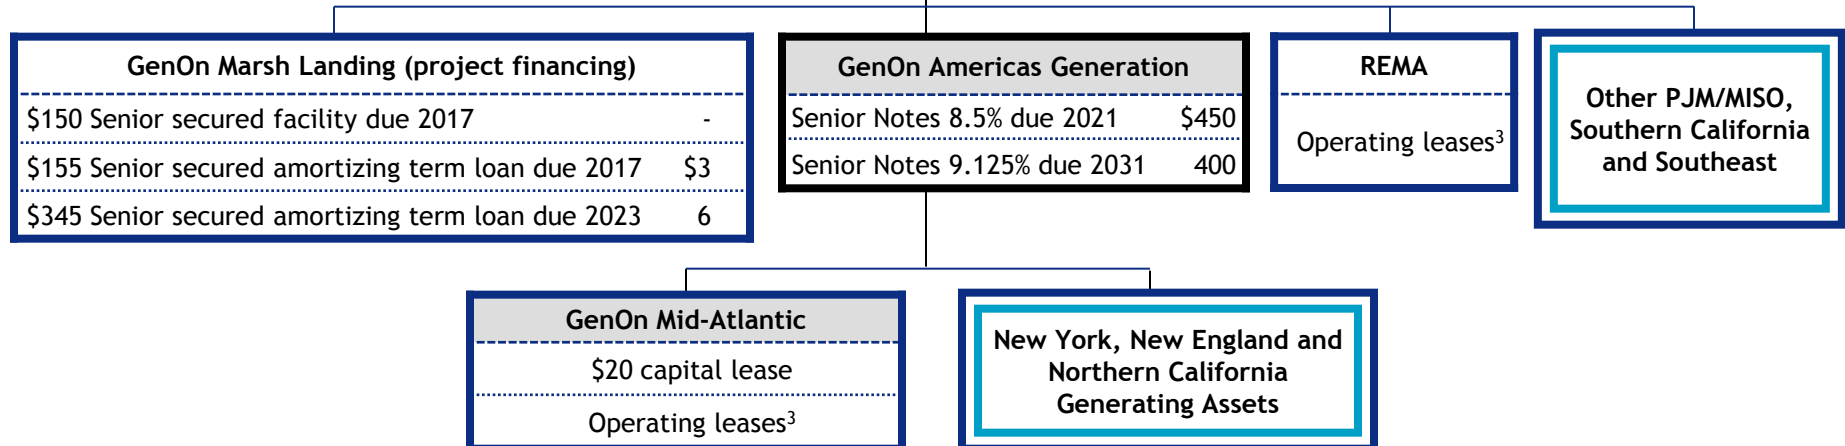 GenOn Marsh Landing (project financing)
$150 Senior secured facility due 2017 -
$155 Senior secured amortizing term loan due 2017 $3
$345 Senior secured amortizing term loan due 2023 6
GenOn Americas Generation
Senior Notes 8.5% due 2021 $450
Senior Notes 9.125% due 2031 400
REMA
Operating leases³
Other PJM/MISO,
Southern California
and Southeast
GenOn Mid-Atlantic
$20 capital lease
Operating leases³
New York, New England and
Northern California
Generating Assets